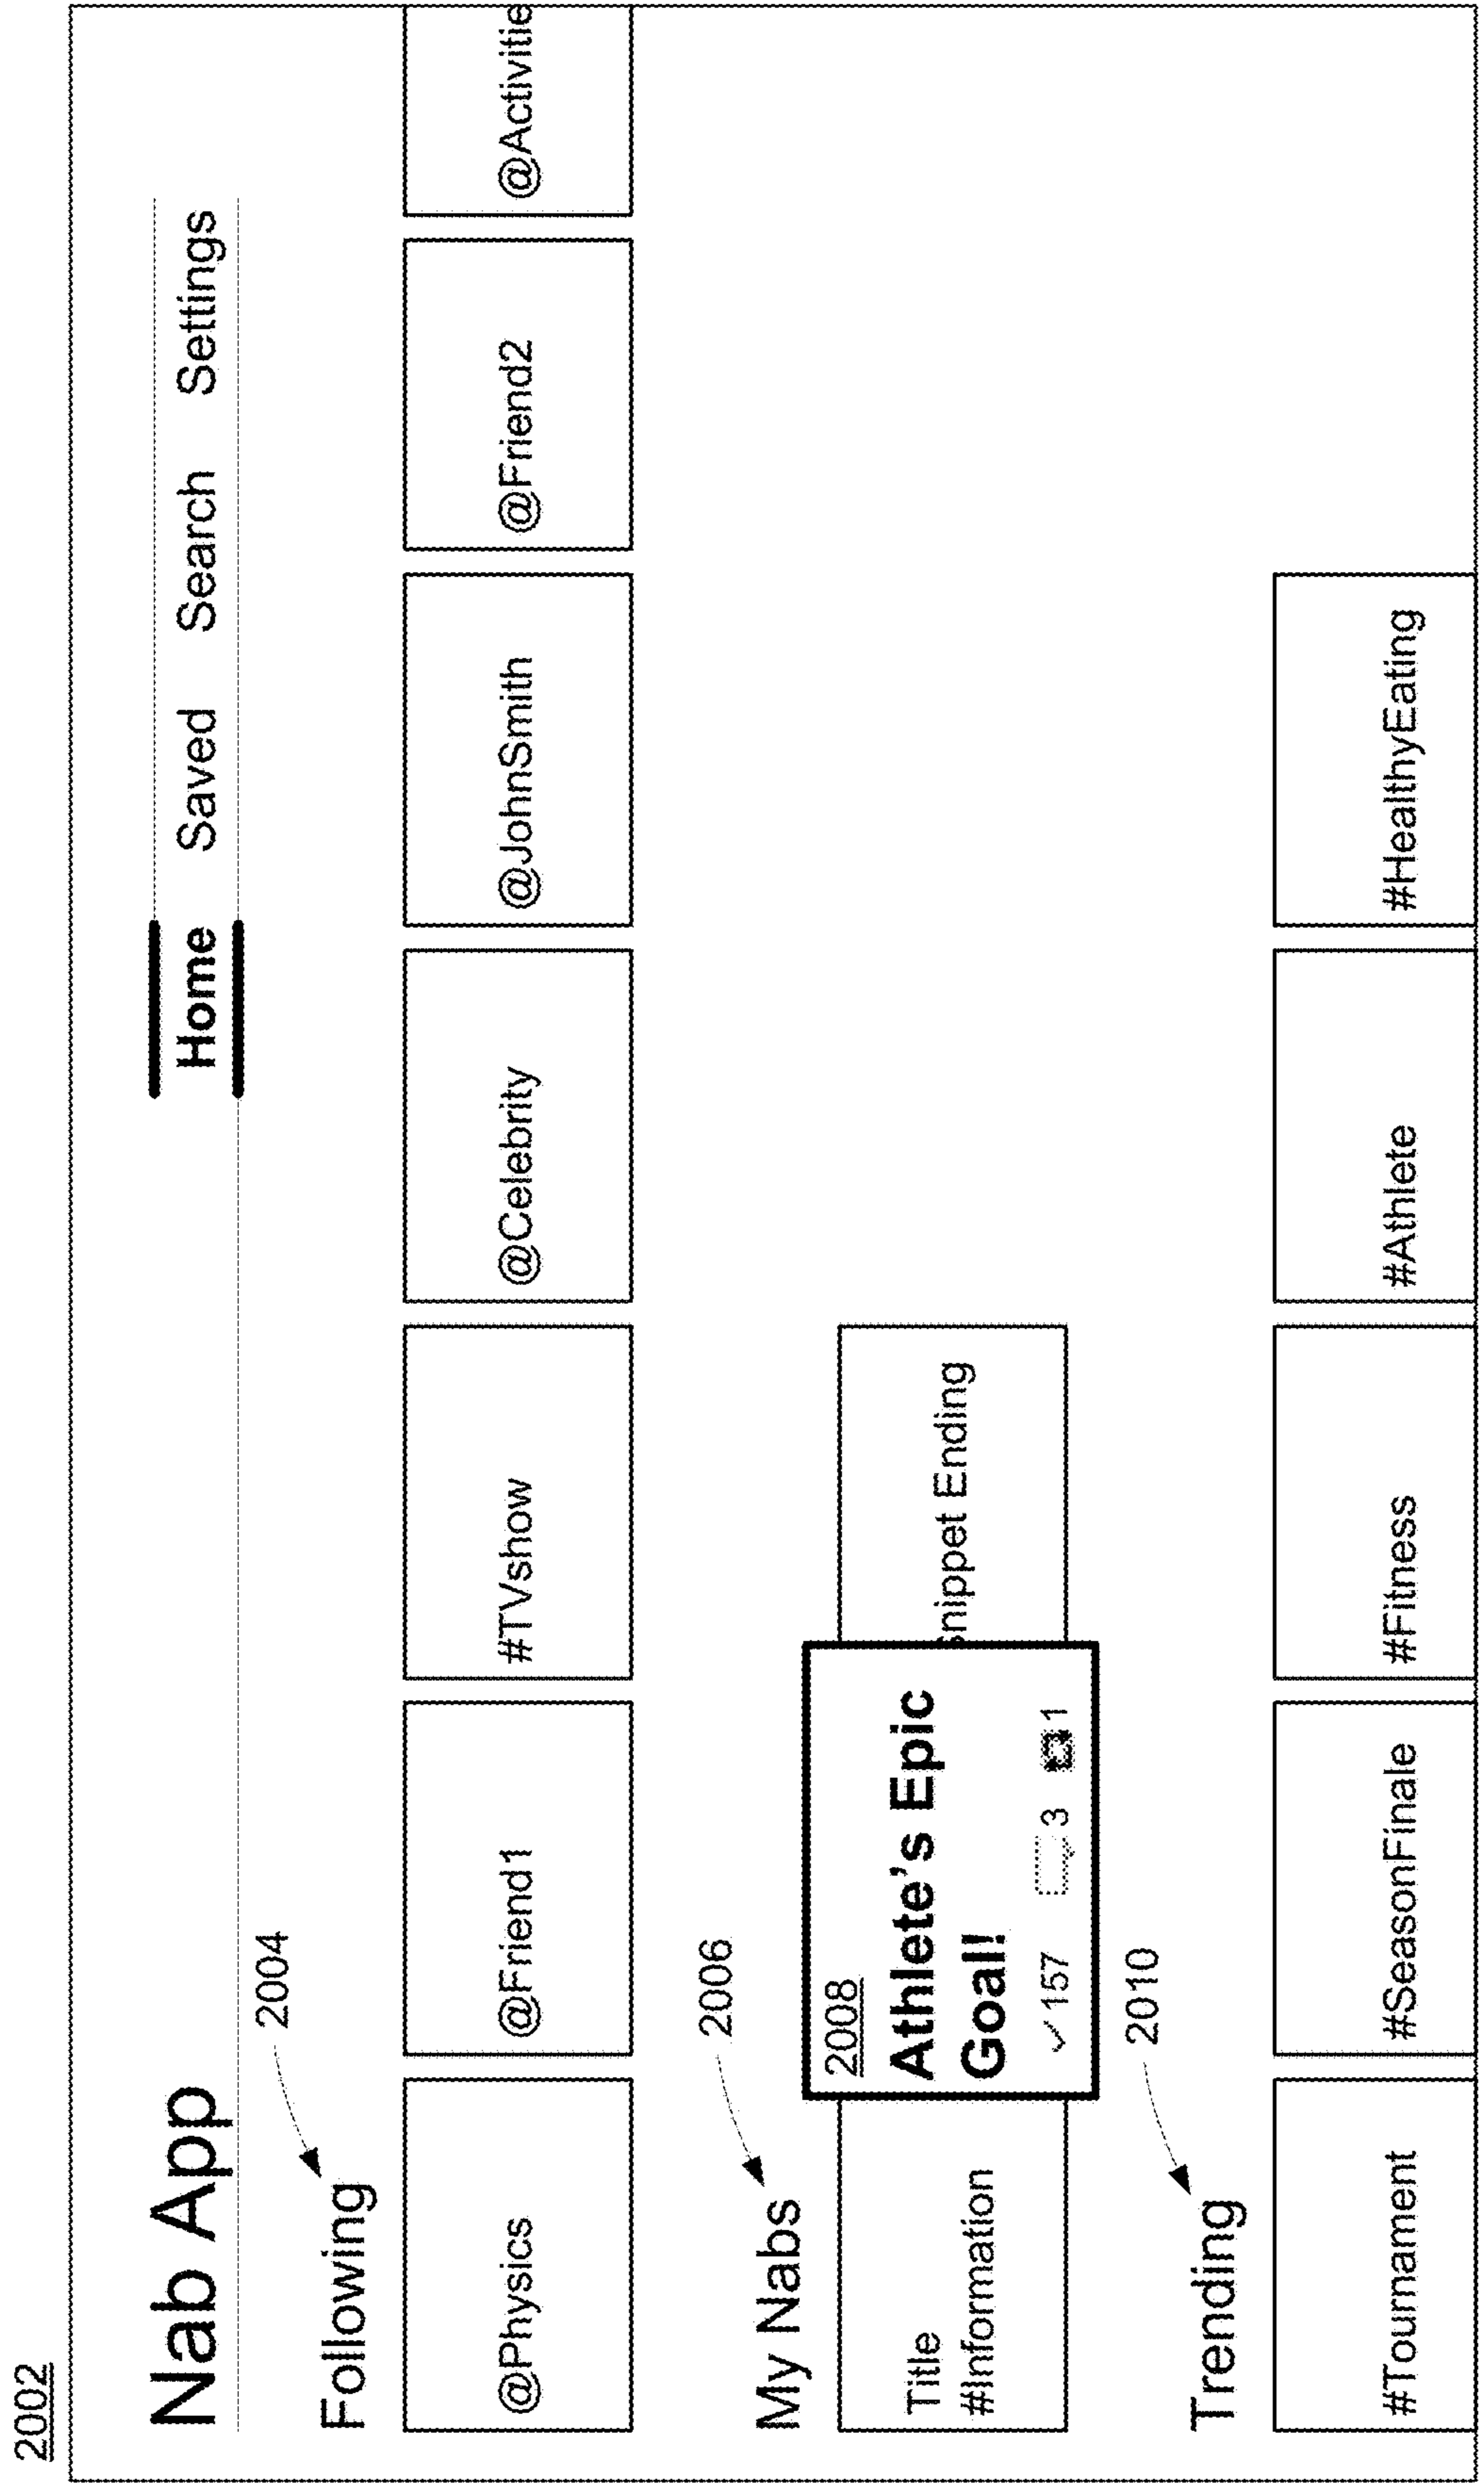 2002
Nab App
Home Saved Search Settings
Following
2004
@Physics
@Friend1
#TVshow
@Celebrity
@JohnSmith
@Friend2
@Activitie
My Nabs
2006
Title
#Information
2008
Athlete's Epic
Goal!
✓157 3 1
snippet Ending
Trending
2010
#Tournament
#SeasonFinale
#Fitness
#Athlete
#HealthyEating